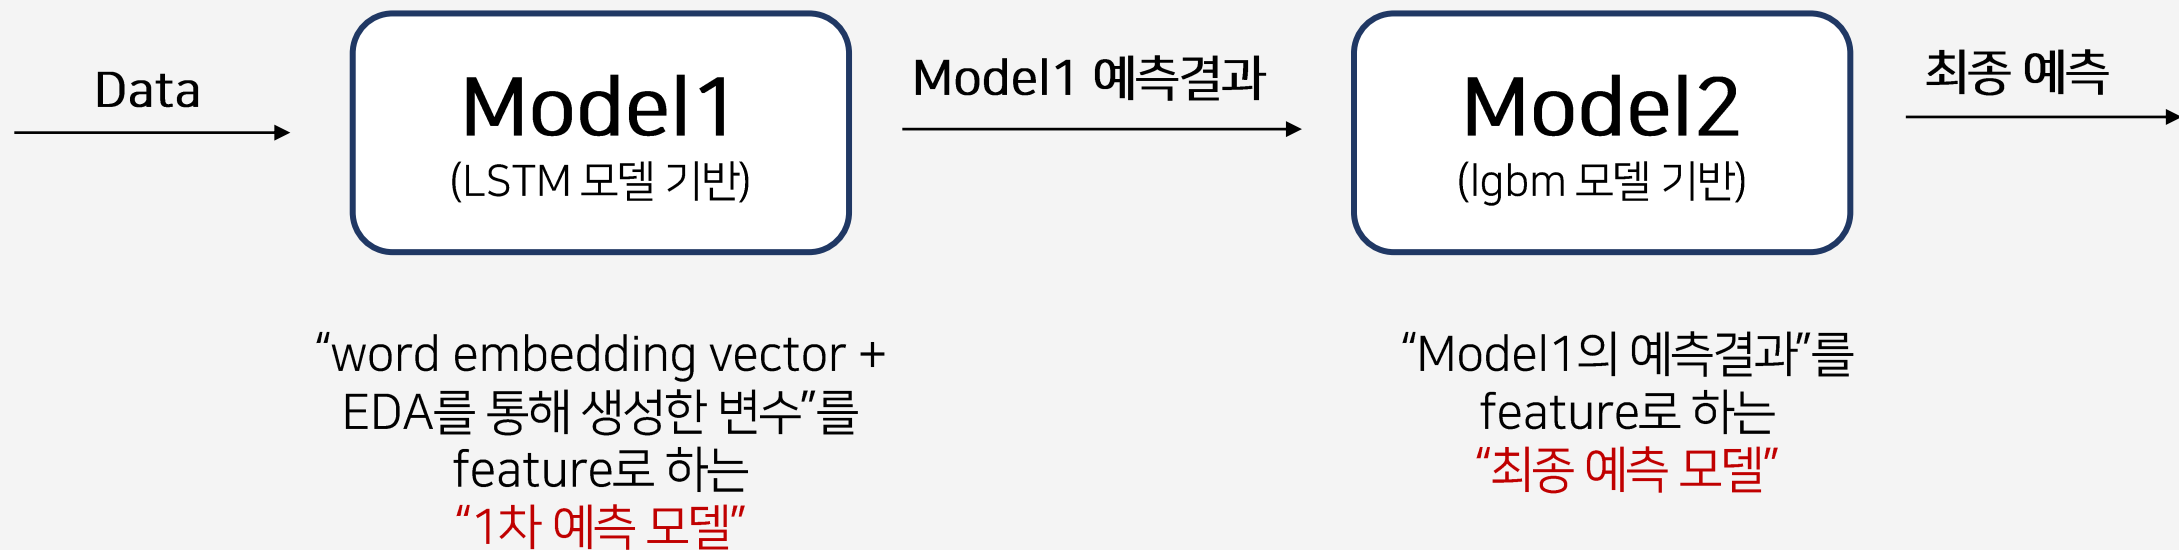 Data
Model1
(LSTM 모델 기반)
Model1 예측결과
Model2
(lgbm 모델 기반)
최종 예측
“word embedding vector +
EDA를 통해 생성한 변수”를
feature로 하는
“1차 예측 모델”
“Model1의 예측결과”를
feature로 하는
“최종 예측 모델”